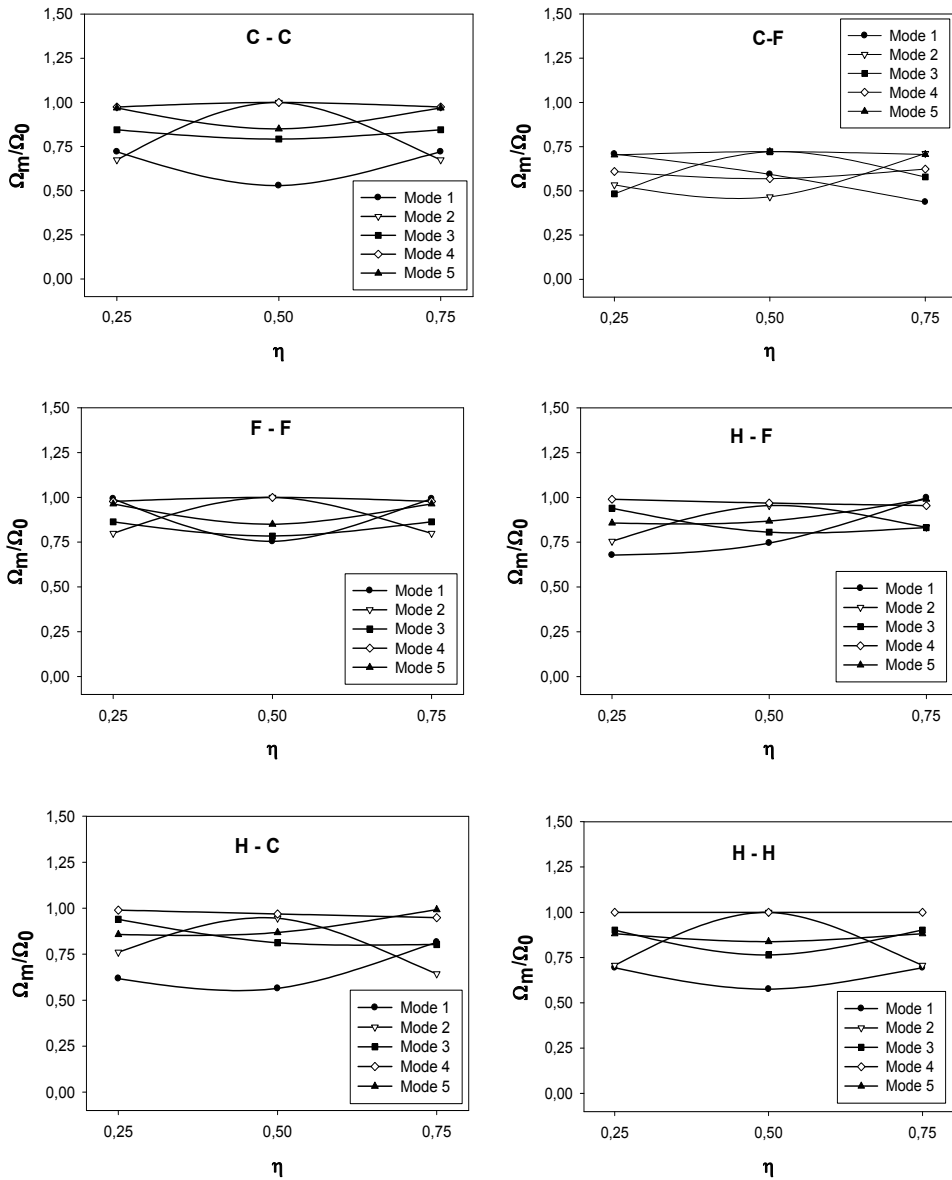 C - C
1,50
1,25
1,00
0,75
0,50
0,25
0,00
Ωm/Ω0
Mode 1
Mode 2
Mode 3
Mode 4
Mode 5
0,25 0,50 0,75
η
C-F
1,50
1,25
1,00
0,75
0,50
0,25
0,00
Ωm/Ω0
Mode 1
Mode 2
Mode 3
Mode 4
Mode 5
0,25 0,50 0,75
η
F - F
1,50
1,25
1,00
0,75
0,50
0,25
0,00
Ωm/Ω0
Mode 1
Mode 2
Mode 3
Mode 4
Mode 5
0,25 0,50 0,75
η
H - F
1,50
1,25
1,00
0,75
0,50
0,25
0,00
Ωm/Ω0
Mode 1
Mode 2
Mode 3
Mode 4
Mode 5
0,25 0,50 0,75
η
H - C
1,50
1,25
1,00
0,75
0,50
0,25
0,00
Ωm/Ω0
Mode 1
Mode 2
Mode 3
Mode 4
Mode 5
0,25 0,50 0,75
η
H - H
1,50
1,25
1,00
0,75
0,50
0,25
0,00
Ωm/Ω0
Mode 1
Mode 2
Mode 3
Mode 4
Mode 5
0,25 0,50 0,75
η